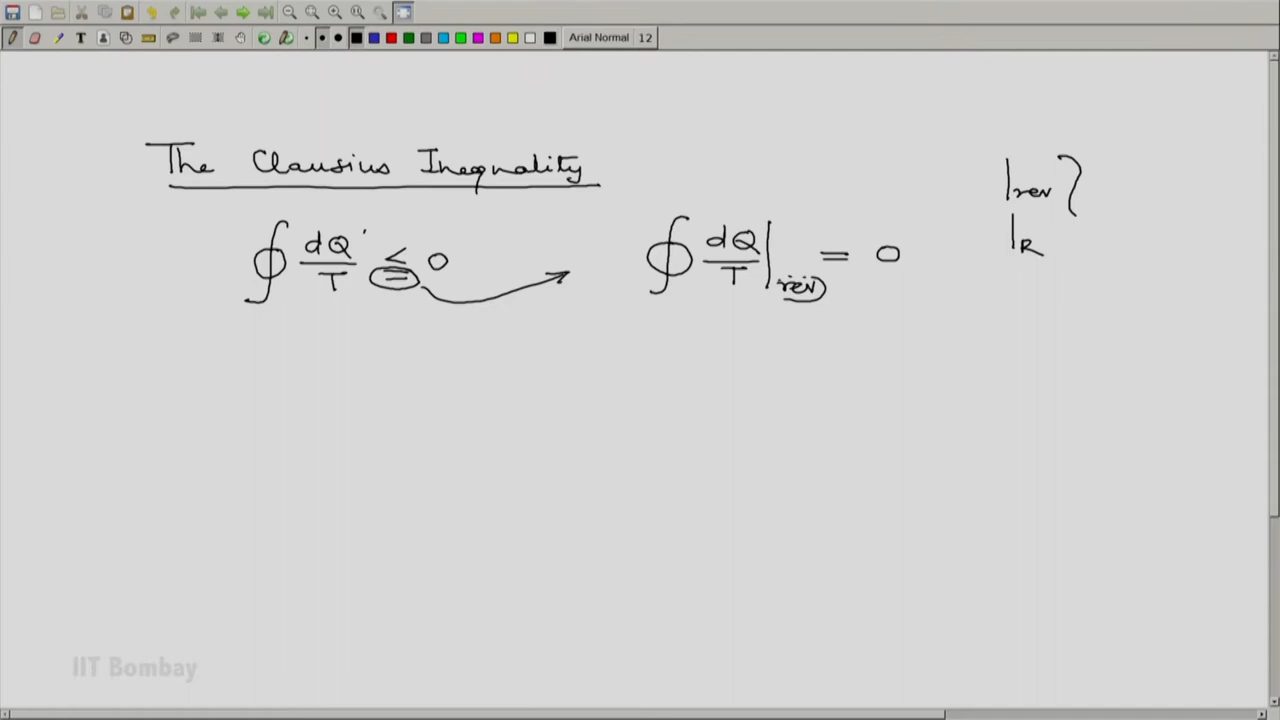 Arial Normal 12
The Clausius Inequality
∮ dQ/T ≤ 0
∮ dQ/T |rev = 0
|rev }
|R
IIT Bombay